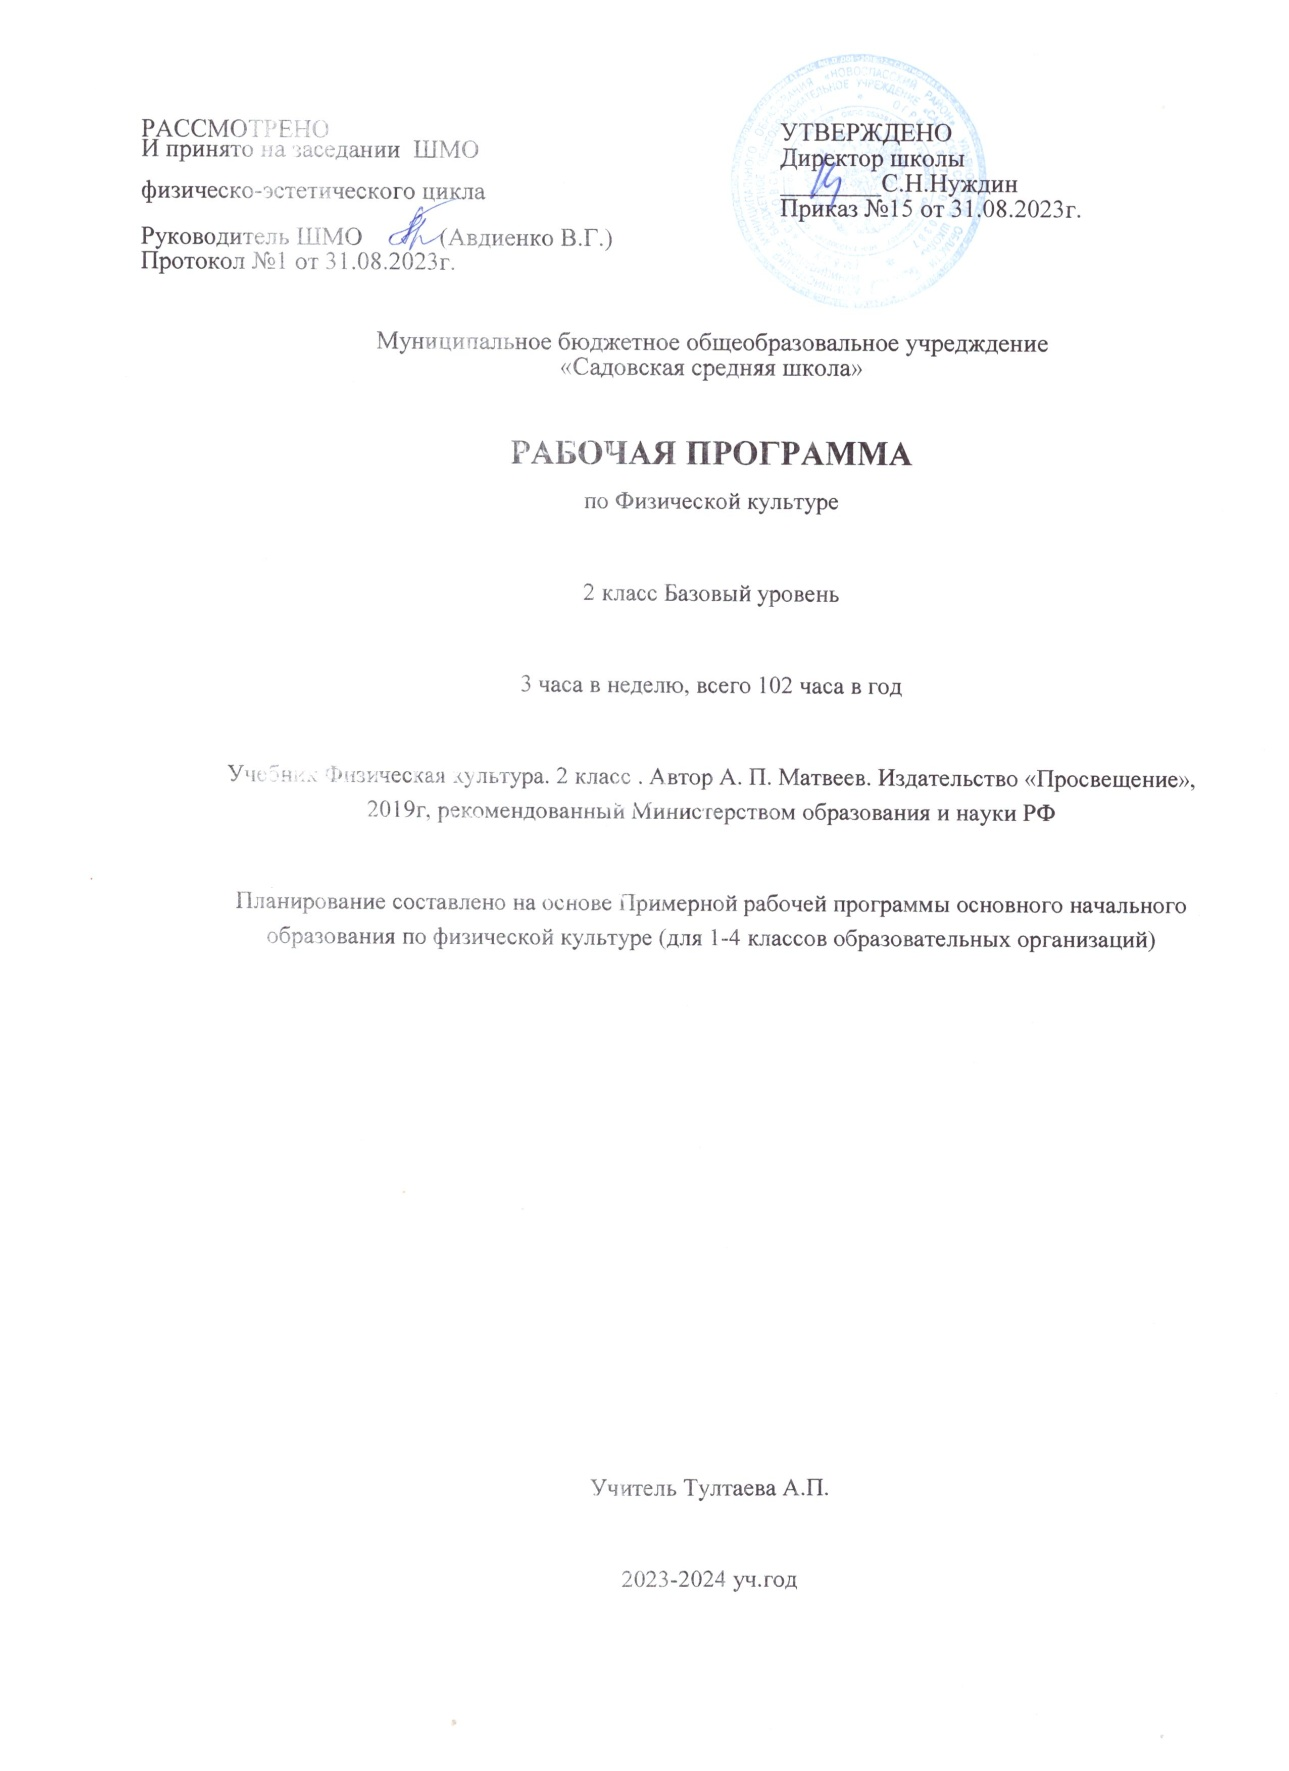 РАССМОТРЕНО
И принято на заседании ШМО
физическо-эстетического цикла
Руководитель ШМО (Авдиенко В.Г.)
Протокол №1 от 31.08.2023г.
УТВЕРЖДЕНО
Директор школы
________С.Н.Нуждин
Приказ №15 от 31.08.2023г.
Муниципальное бюджетное общеобразовальное учредждение
«Садовская средняя школа»
РАБОЧАЯ ПРОГРАММА
по Физической культуре
2 класс Базовый уровень
3 часа в неделю, всего 102 часа в год
Учебник Физическая культура. 2 класс . Автор А. П. Матвеев. Издательство «Просвещение»,
2019г, рекомендованный Министерством образования и науки РФ
Планирование составлено на основе Примерной рабочей программы основного начального
образования по физической культуре (для 1-4 классов образовательных организаций)
Учитель Тултаева А.П.
2023-2024 уч.год